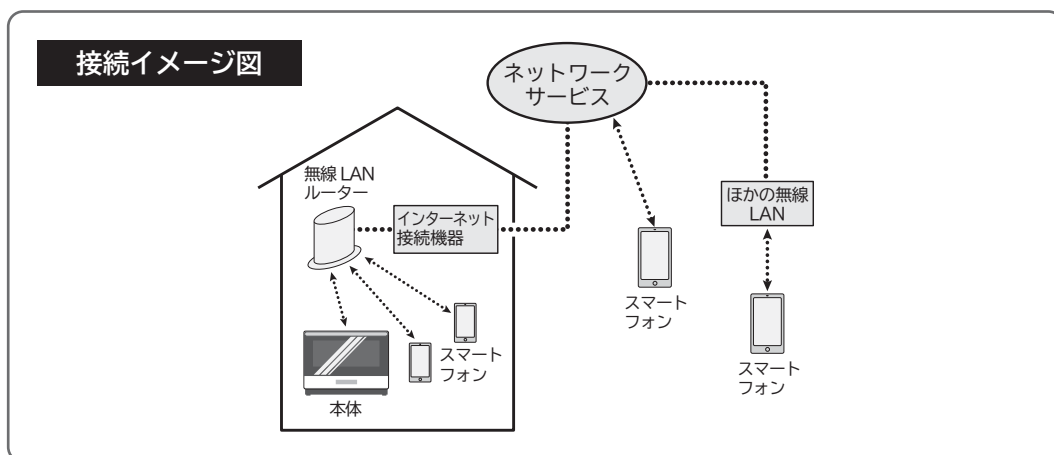 接続イメージ図
ネットワーク
サービス
無線 LAN
ルーター
インターネット
接続機器
ほかの無線
LAN
スマート
フォン
スマート
フォン
スマート
フォン
本体